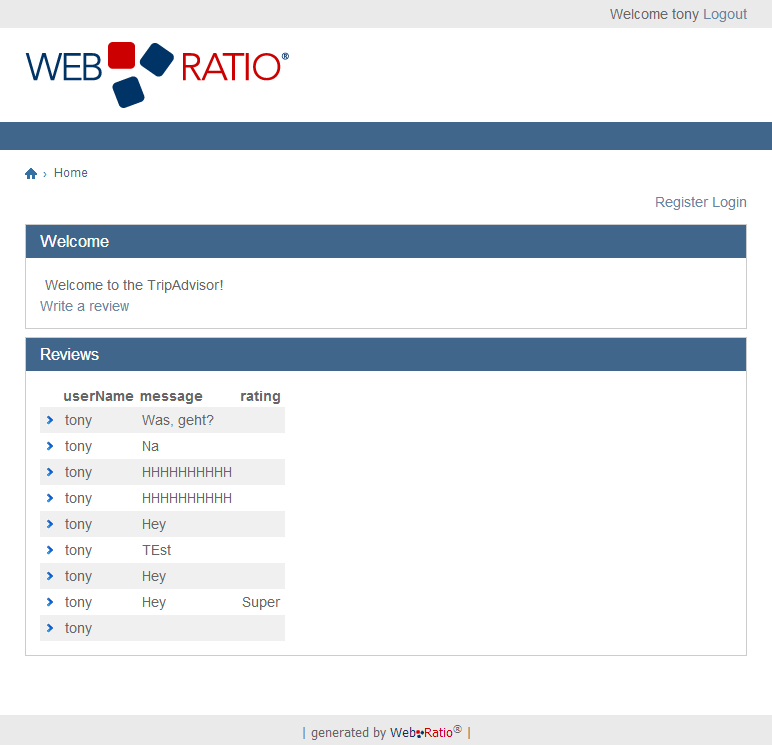 Welcome tony Logout
WEB RATIO®
› Home
Register Login
Welcome
Welcome to the TripAdvisor!
Write a review
Reviews
userName message rating
tony Was, geht?
tony Na
tony HHHHHHHHHH
tony HHHHHHHHHH
tony Hey
tony TEst
tony Hey
tony Hey Super
tony
| generated by WebRatio® |